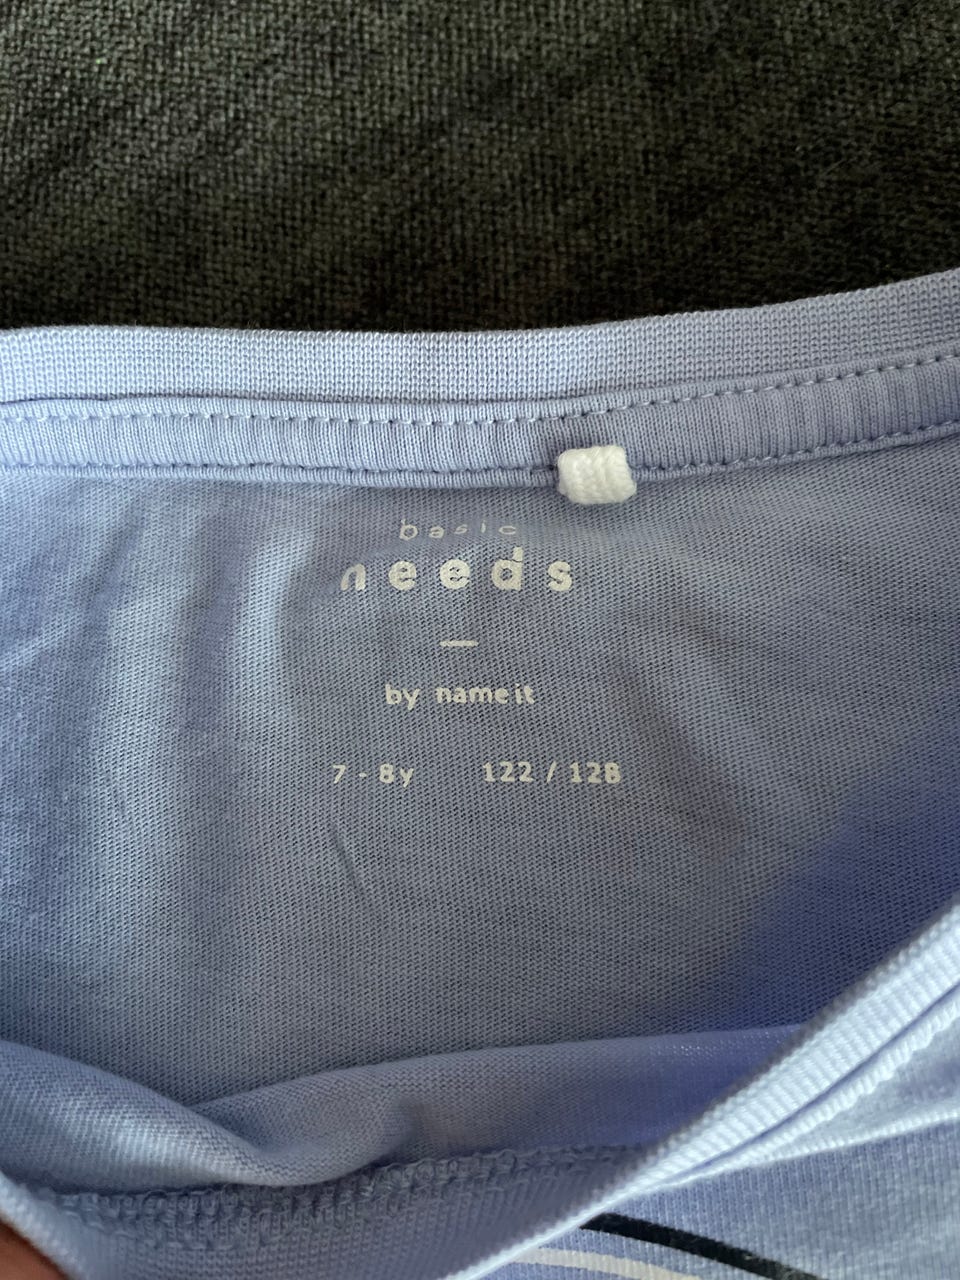 basic
needs
by name it
7 - 8y 122 / 128